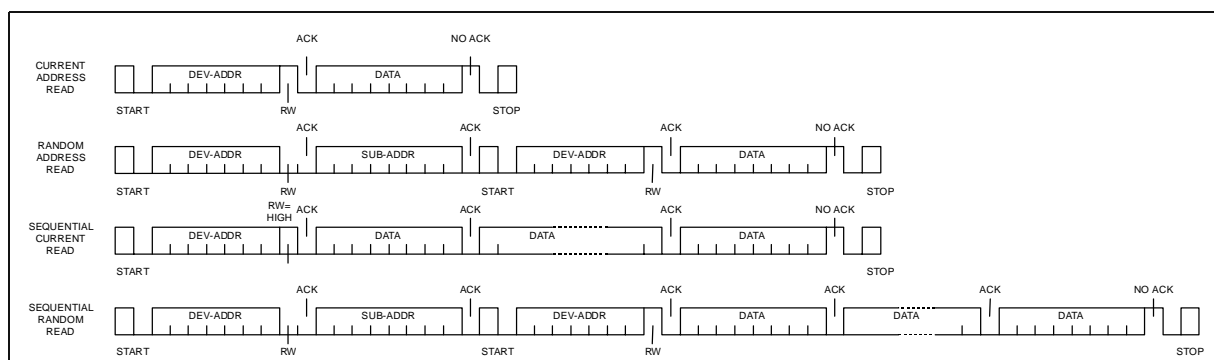 ACK NO ACK
CURRENT
ADDRESS
READ
DEV-ADDR DATA
START RW STOP
ACK ACK ACK NO ACK
RANDOM
ADDRESS
READ
DEV-ADDR SUB-ADDR DEV-ADDR DATA
START RW START RW STOP
RW=
HIGH
ACK ACK ACK NO ACK
SEQUENTIAL
CURRENT
READ
DEV-ADDR DATA DATA DATA
START STOP
ACK ACK ACK ACK ACK NO ACK
SEQUENTIAL
RANDOM
READ
DEV-ADDR SUB-ADDR DEV-ADDR DATA DATA DATA
START RW START RW STOP